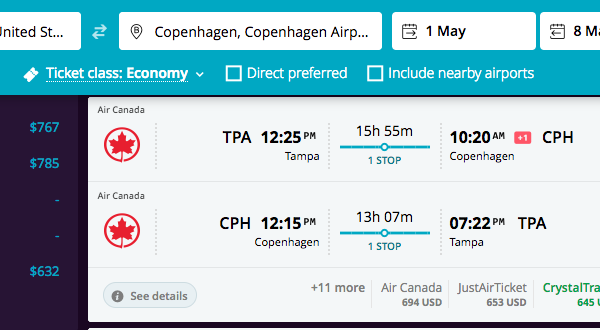 United St...
Copenhagen, Copenhagen Airp...
1 May
8 Ma
Ticket class: Economy
Direct preferred
Include nearby airports
$767
$785
-
-
$632
Air Canada
TPA 12:25 PM
Tampa
15h 55m
1 STOP
10:20 AM +1 CPH
Copenhagen
Air Canada
CPH 12:15 PM
Copenhagen
13h 07m
1 STOP
07:22 PM TPA
Tampa
See details
+11 more
Air Canada
694 USD
JustAirTicket
653 USD
CrystalTra
645 U